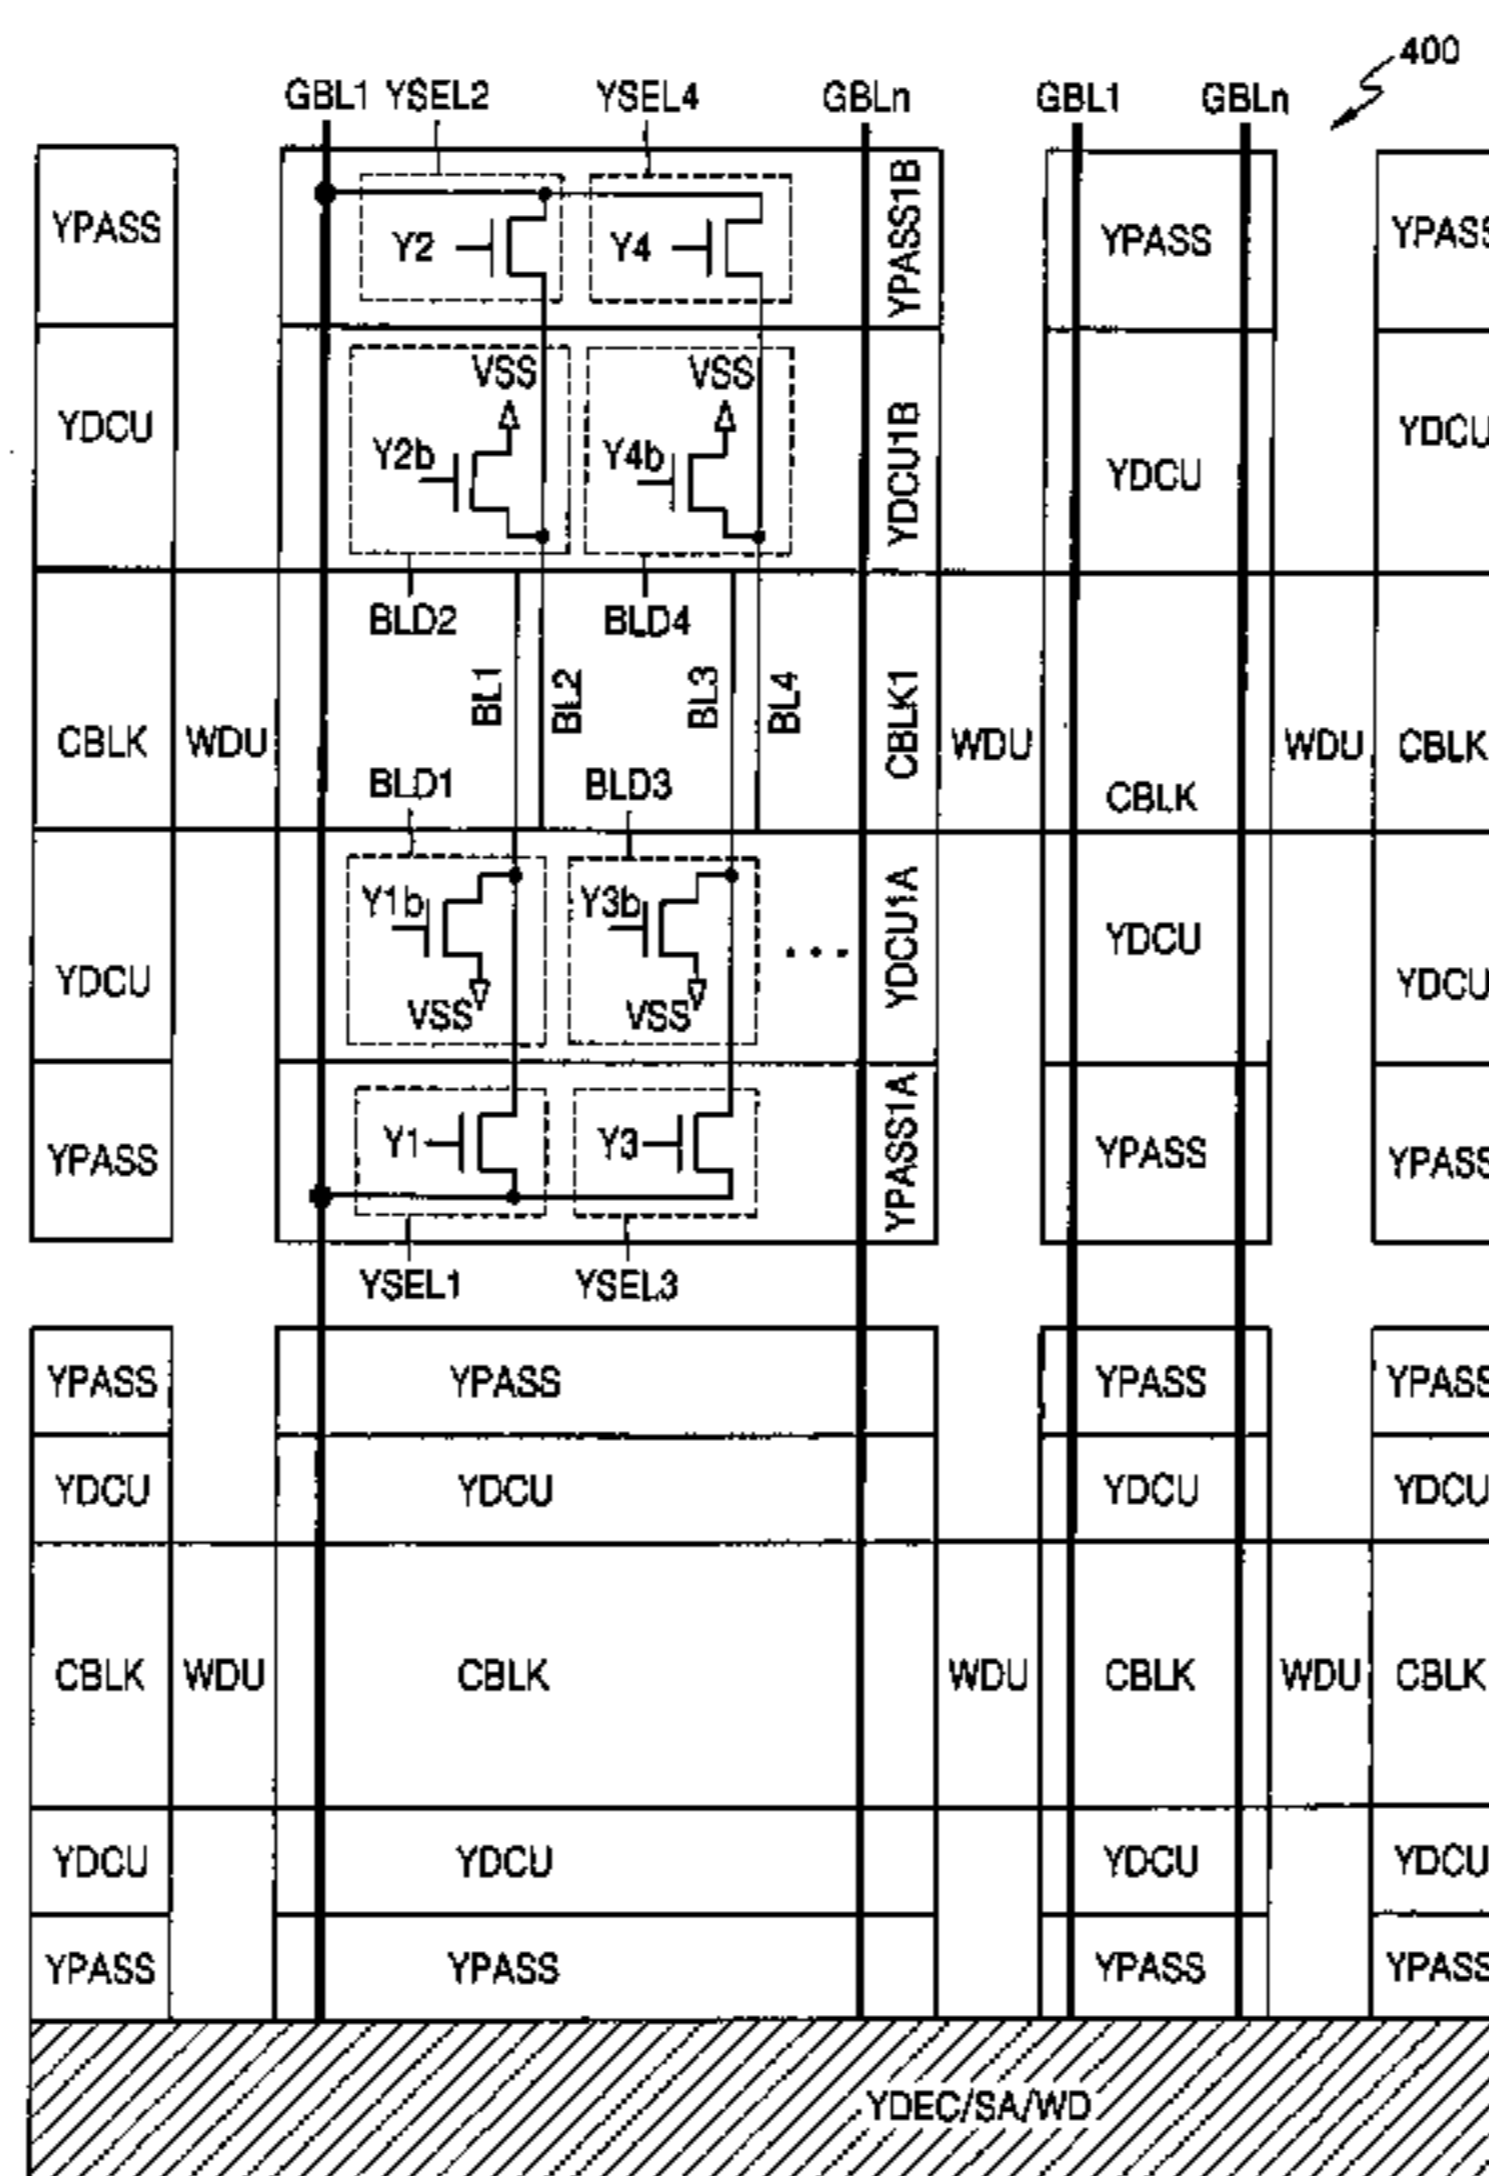 400
GBL1 YSEL2 YSEL4 GBLn GBL1 GBLn
YPASS Y2 Y4 YPASS1B YPASS YPASS
VSS VSS
YDCU Y2b Y4b YDCU1B YDCU YDCU
BLD2 BLD4
BL1 BL2 BL3 BL4
CBLK WDU CBLK1 WDU CBLK WDU CBLK
BLD1 BLD3
Y1b Y3b
YDCU VSS VSS ... YDCU1A YDCU YDCU
YPASS Y1 Y3 YPASS1A YPASS YPASS
YSEL1 YSEL3
YPASS YPASS YPASS YPASS
YDCU YDCU YDCU YDCU
CBLK WDU CBLK WDU CBLK WDU CBLK
YDCU YDCU YDCU YDCU
YPASS YPASS YPASS YPASS
YDEC/SA/WD